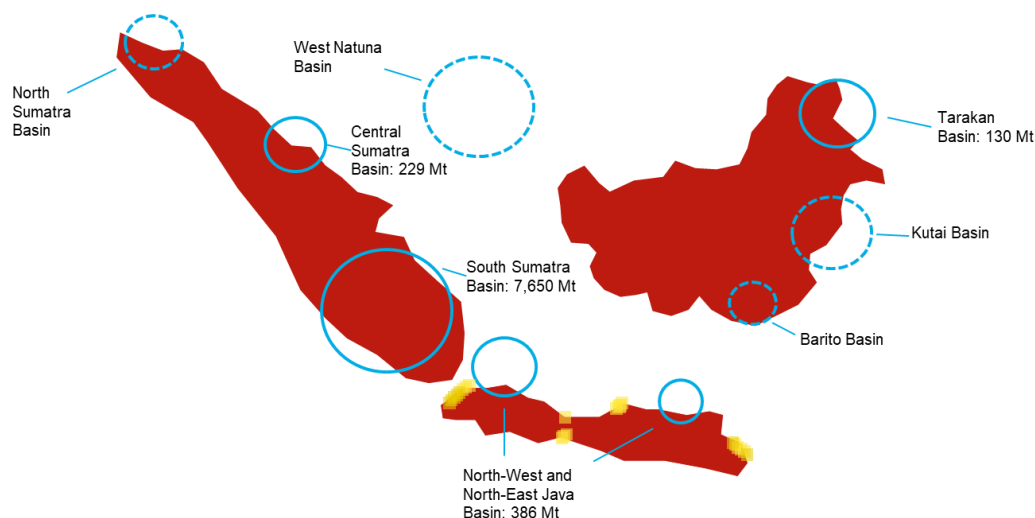 West Natuna
Basin
North
Sumatra
Basin
Central
Sumatra
Basin: 229 Mt
Tarakan
Basin: 130 Mt
Kutai Basin
South Sumatra
Basin: 7,650 Mt
Barito Basin
North-West and
North-East Java
Basin: 386 Mt